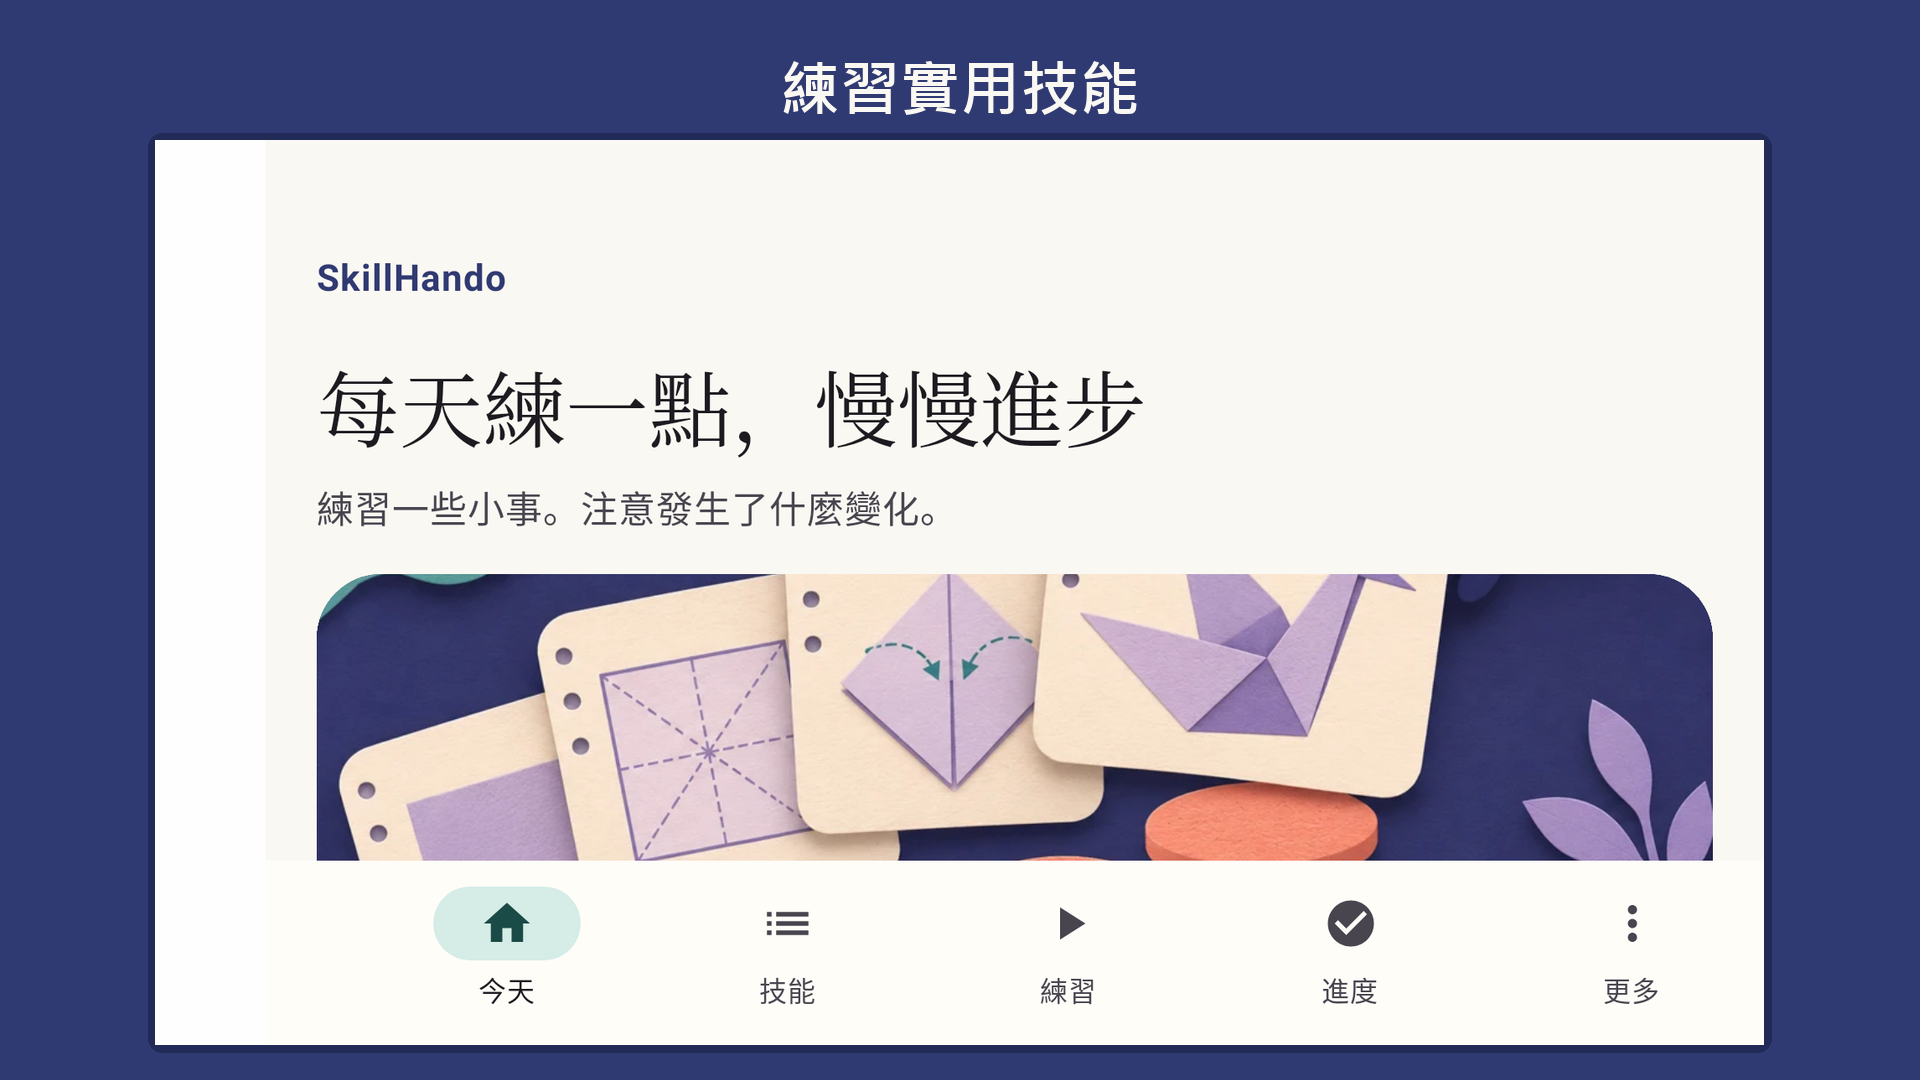 練習實用技能
SkillHando
每天練一點，慢慢進步
練習一些小事。注意發生了什麼變化。
今天
技能
練習
進度
更多